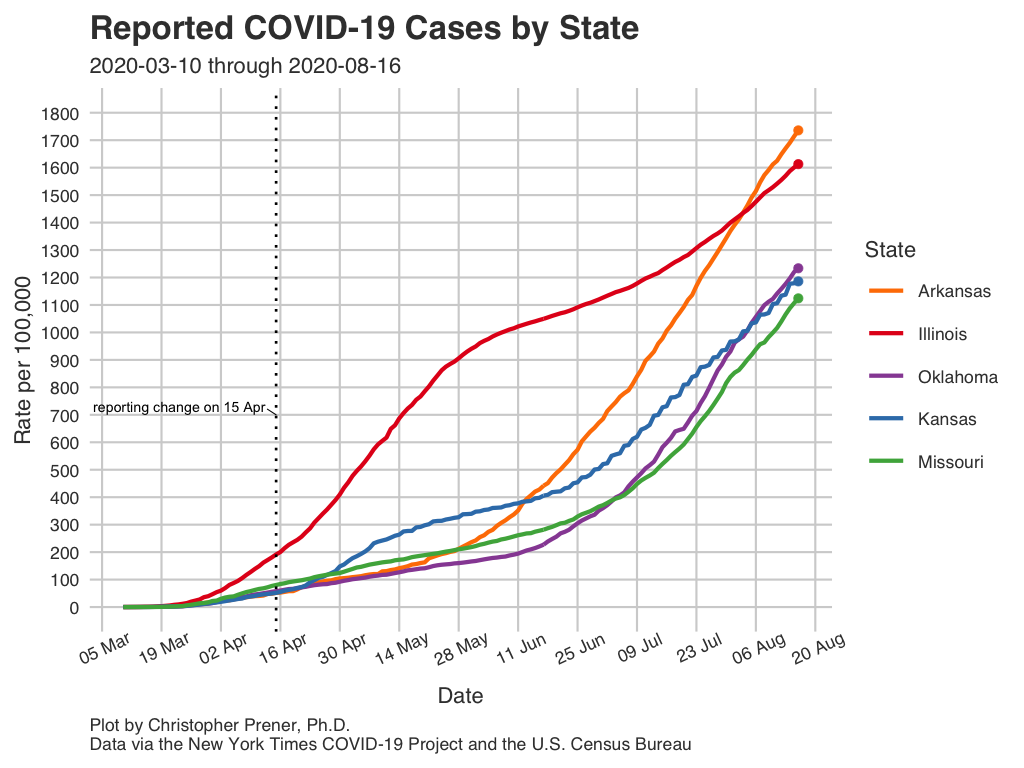 Reported COVID-19 Cases by State
2020-03-10 through 2020-08-16
1800
1700
1600
1500
1400
1300
1200
1100
1000
900
800
700
600
500
400
300
200
100
0
Rate per 100,000
reporting change on 15 Apr
05 Mar
19 Mar
02 Apr
16 Apr
30 Apr
14 May
28 May
11 Jun
25 Jun
09 Jul
23 Jul
06 Aug
20 Aug
Date
State
Arkansas
Illinois
Oklahoma
Kansas
Missouri
Plot by Christopher Prener, Ph.D.
Data via the New York Times COVID-19 Project and the U.S. Census Bureau